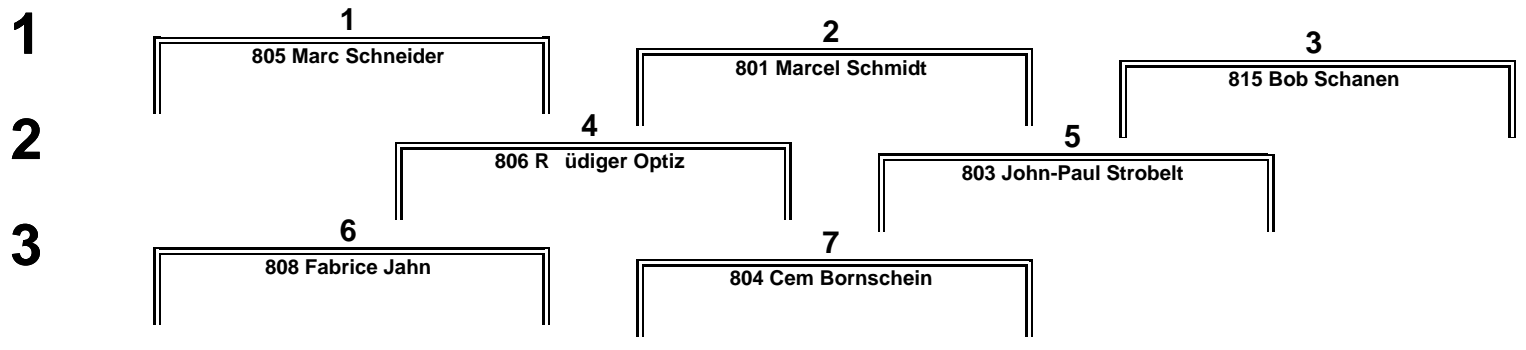 1
1
2
3
805 Marc Schneider
801 Marcel Schmidt
815 Bob Schanen
2
4
5
806 R üdiger Optiz
803 John-Paul Strobelt
3
6
7
808 Fabrice Jahn
804 Cem Bornschein